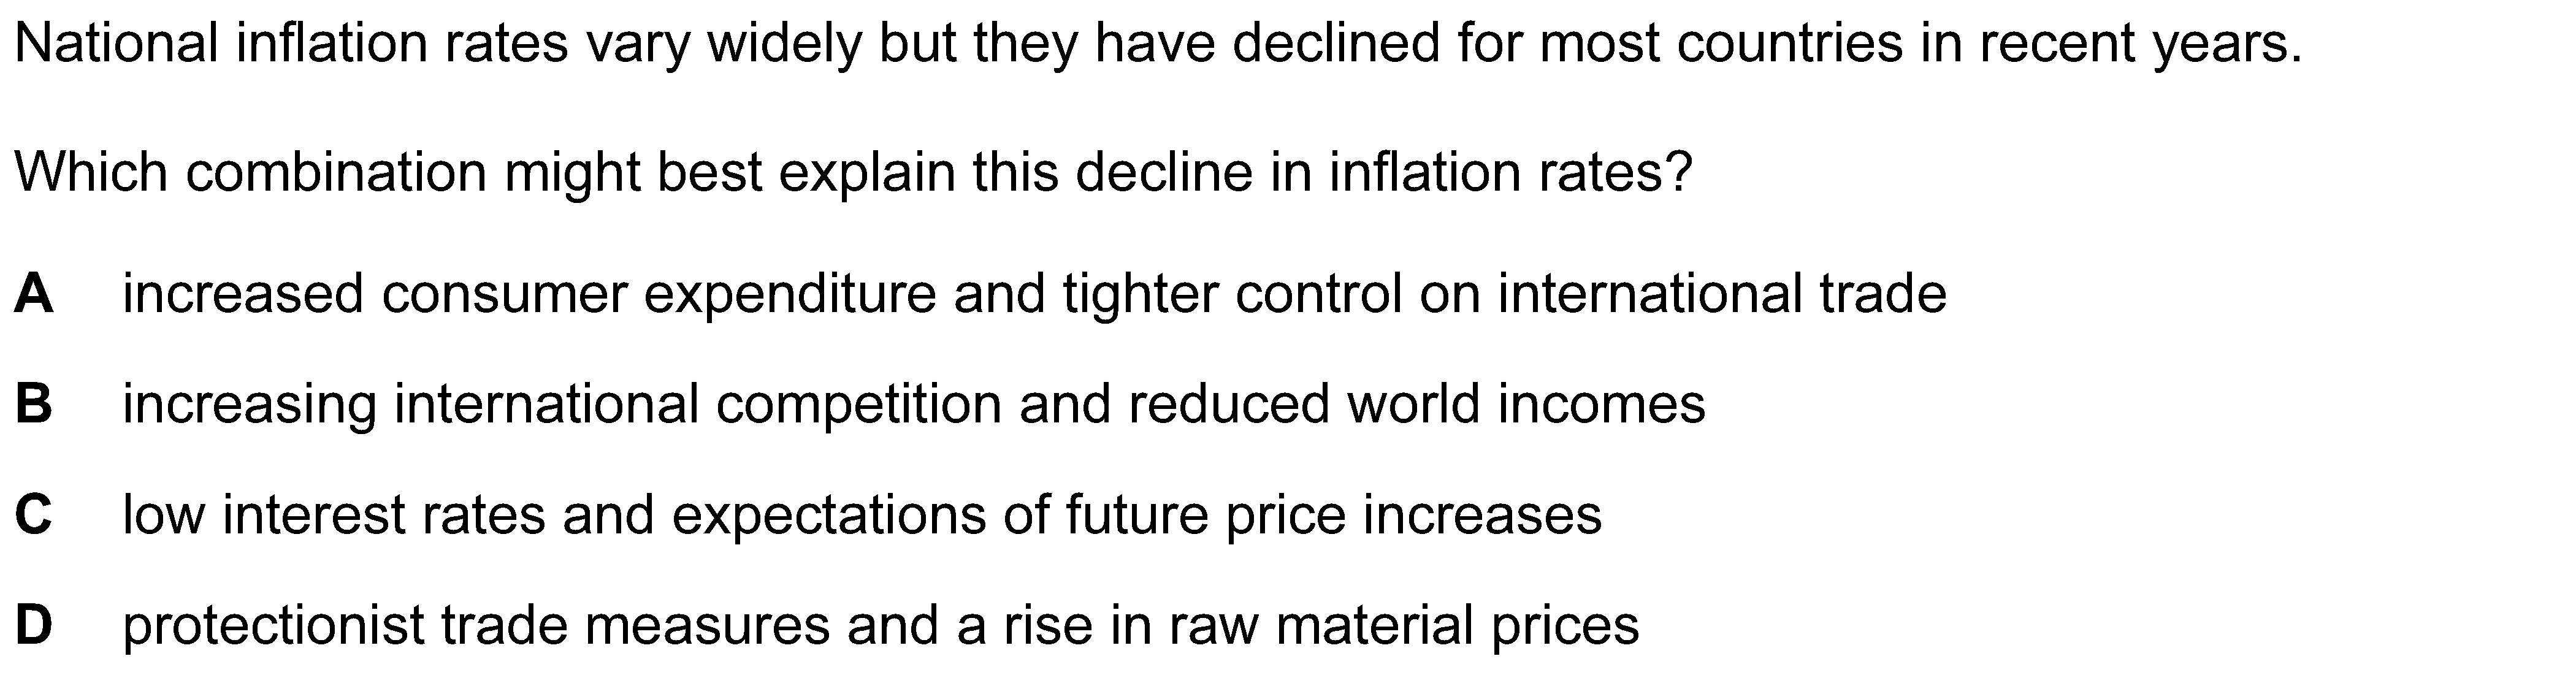 National inflation rates vary widely but they have declined for most countries in recent years.
Which combination might best explain this decline in inflation rates?
A increased consumer expenditure and tighter control on international trade
B increasing international competition and reduced world incomes
C low interest rates and expectations of future price increases
D protectionist trade measures and a rise in raw material prices